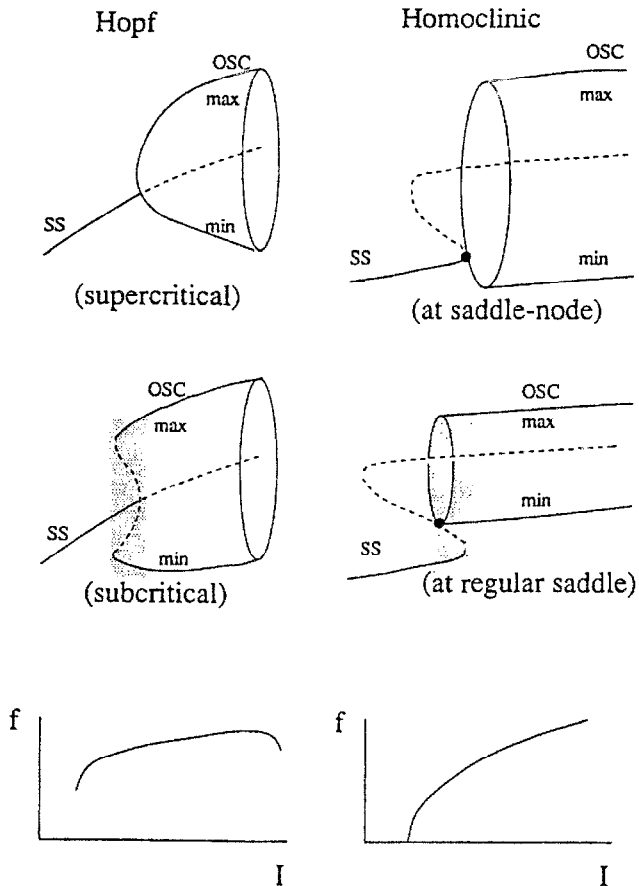 Hopf
Homoclinic
OSC
max
min
SS
(supercritical)
OSC
max
min
SS
(at saddle-node)
OSC
max
min
SS
(subcritical)
OSC
max
min
SS
(at regular saddle)
f
I
f
I